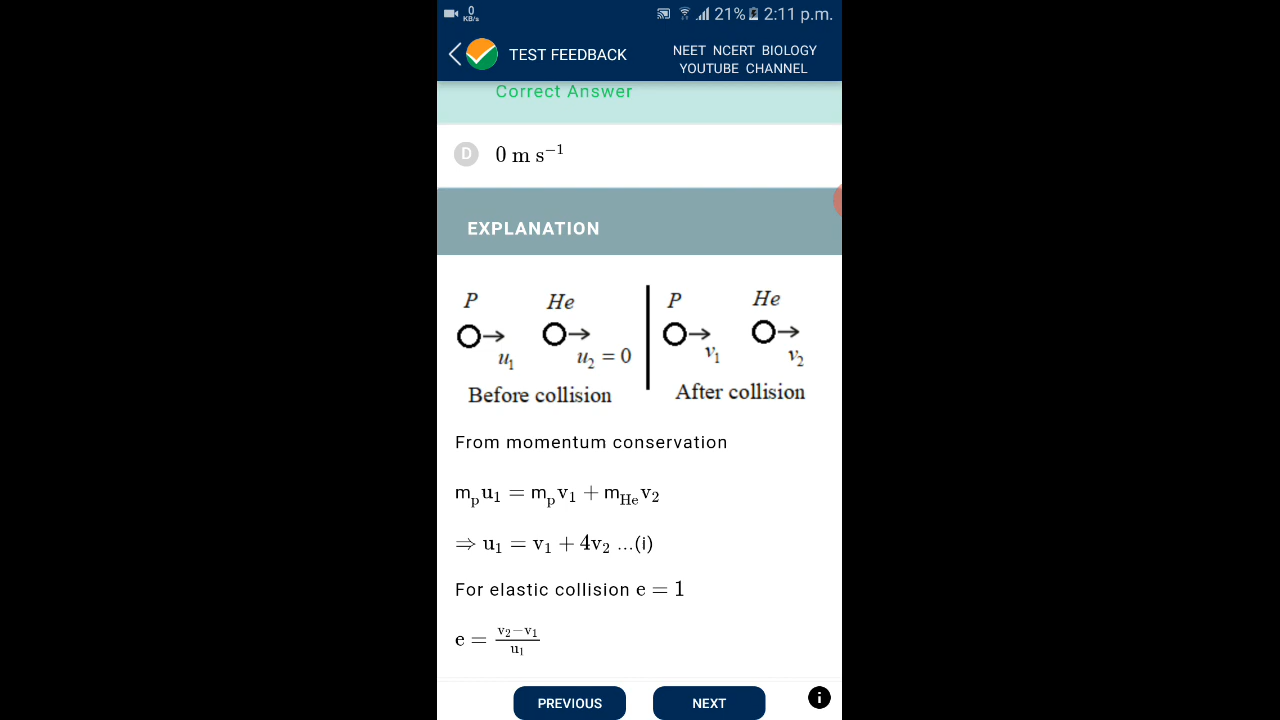 0
KB/s
21% 2:11 p.m.
TEST FEEDBACK
NEET NCERT BIOLOGY
YOUTUBE CHANNEL
Correct Answer
D 0 m s⁻¹
EXPLANATION
P He P He
u₁ u₂ = 0 v₁ v₂
Before collision After collision
From momentum conservation
mₚu₁ = mₚv₁ + m_He v₂
⇒ u₁ = v₁ + 4v₂ ...(i)
For elastic collision e = 1
e = (v₂−v₁)/u₁
PREVIOUS NEXT i